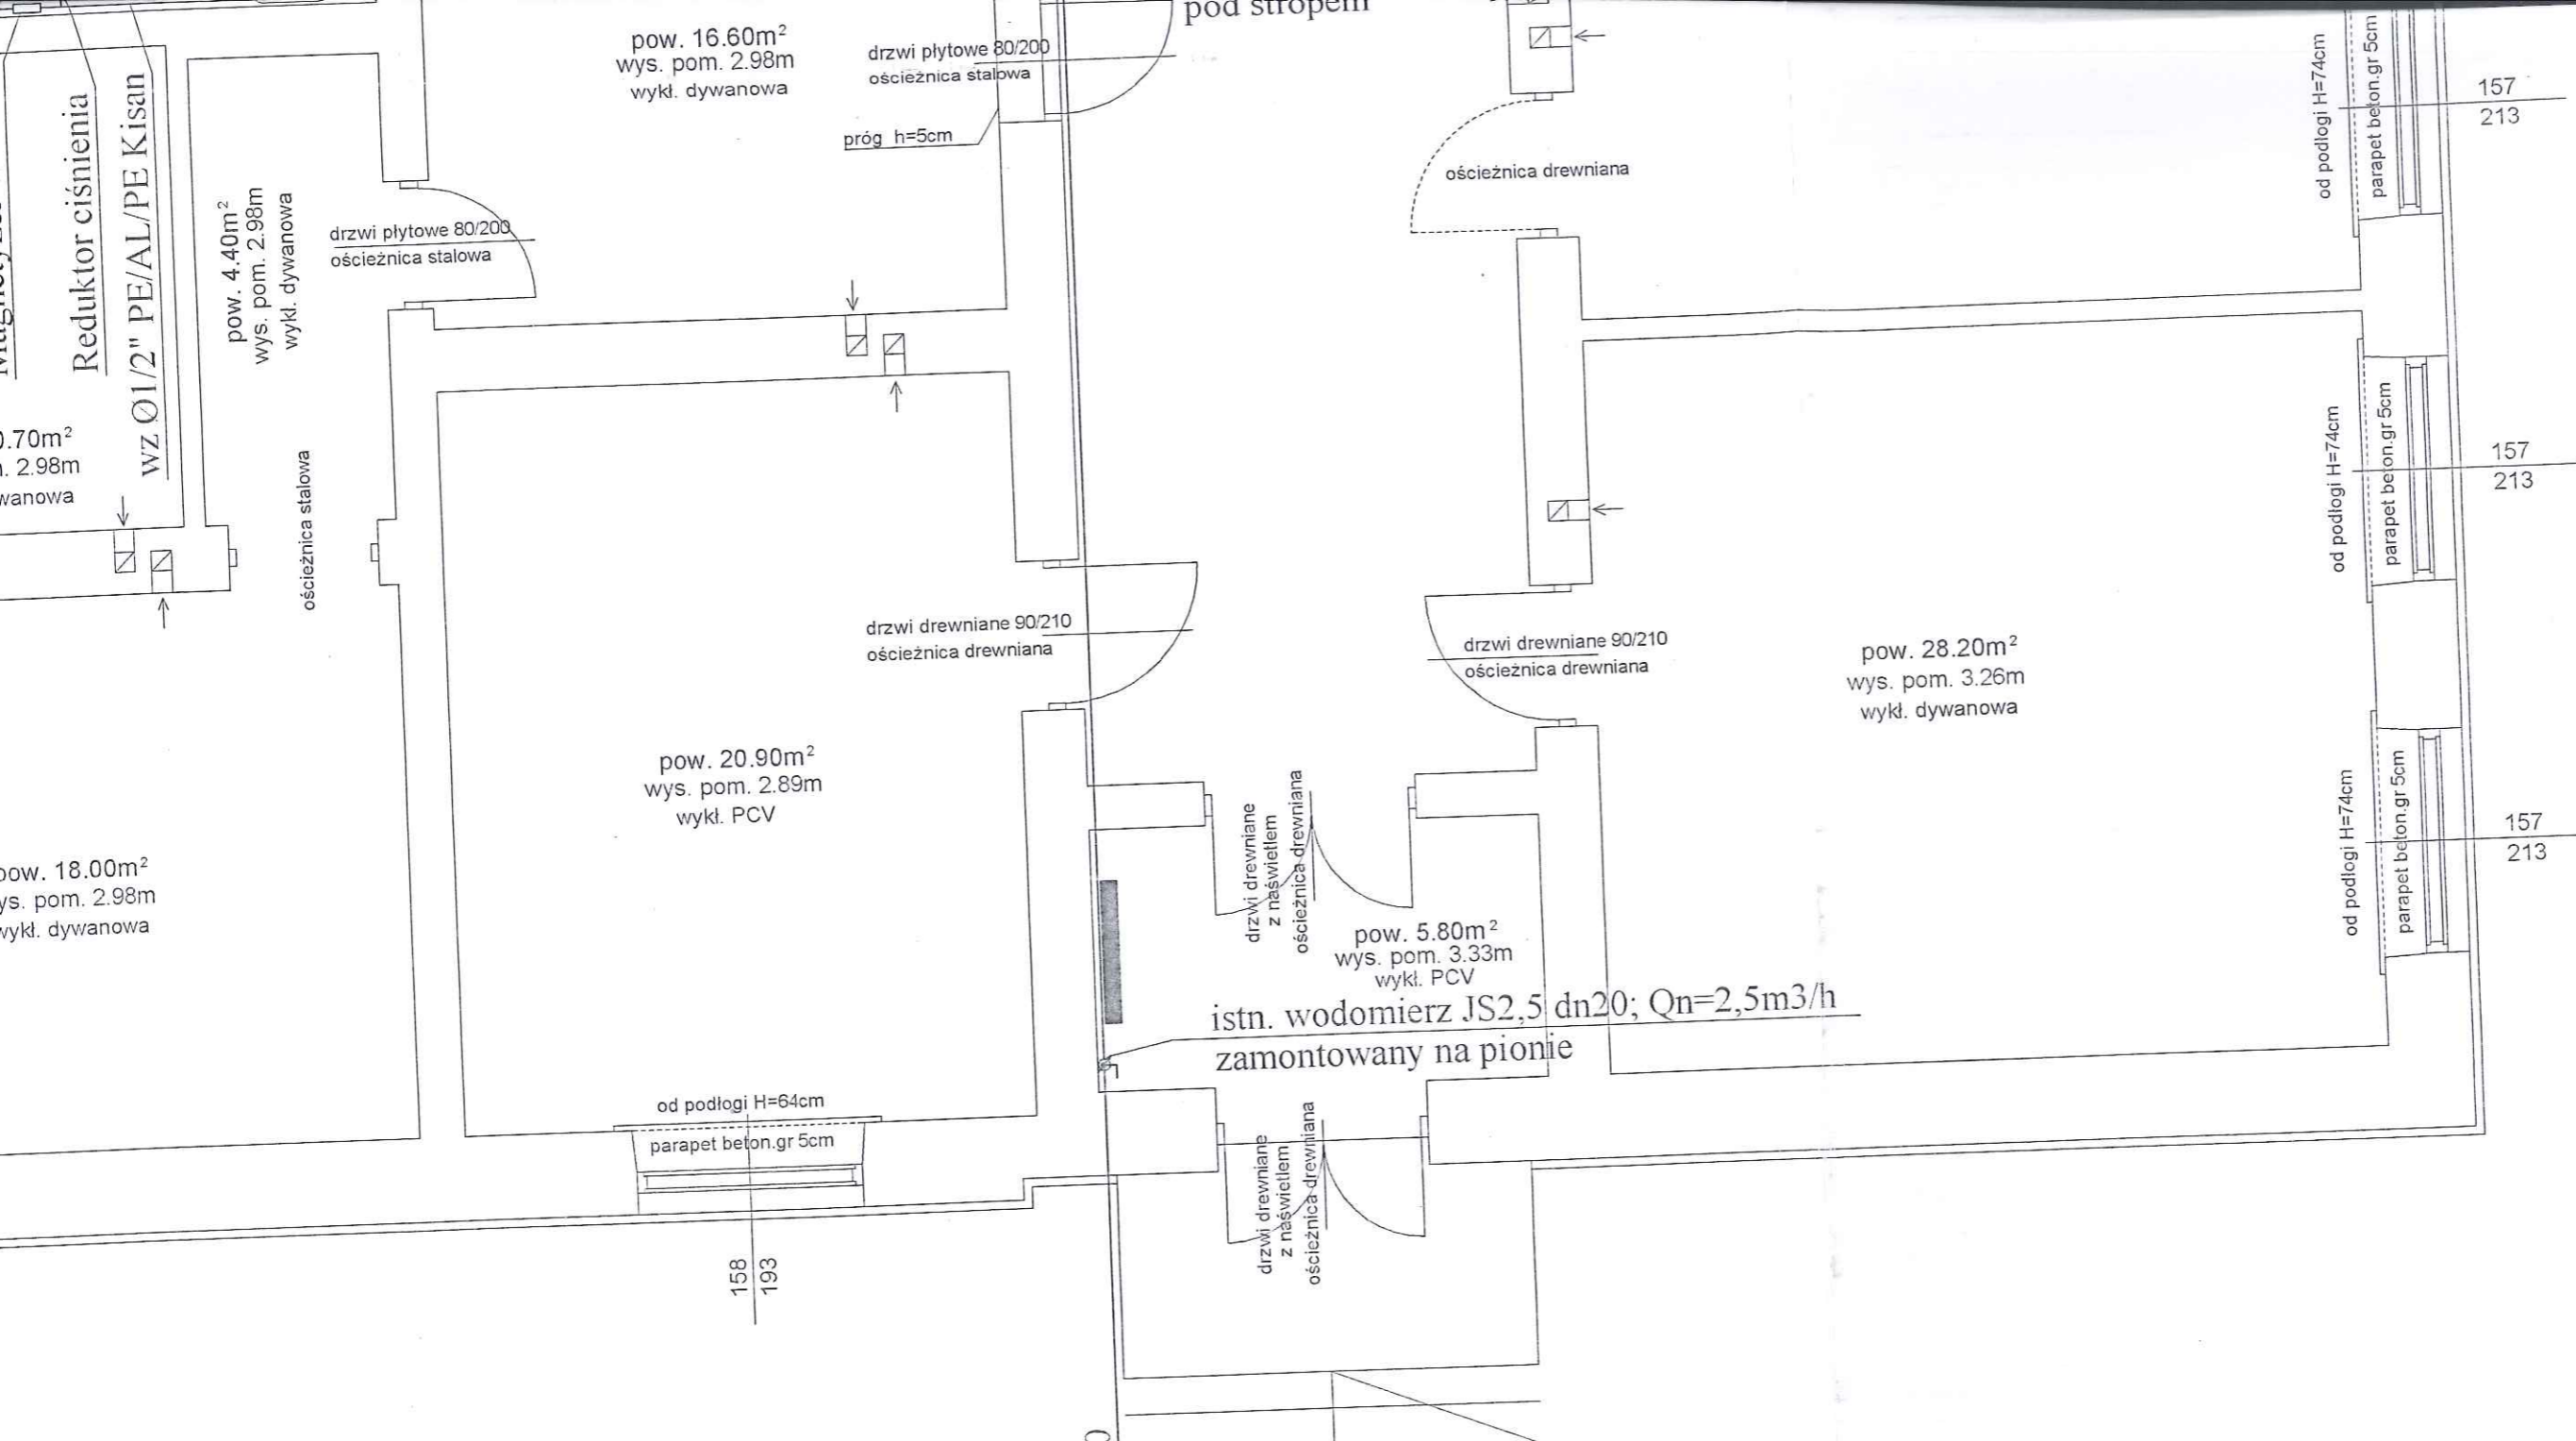 pod stropem
pow. 16.60m²
wys. pom. 2.98m
wykł. dywanowa
drzwi płytowe 80/200
ościeżnica stalowa
próg h=5cm
Reduktor ciśnienia
wz Ø1/2" PE/AL/PE Kisan
pow. 4.40m²
wys. pom. 2.98m
wykł. dywanowa
drzwi płytowe 80/200
ościeżnica stalowa
ościeżnica drewniana
od podłogi H=74cm
parapet beton.gr 5cm
157
213
2.98m
ościeżnica stalowa
od podłogi H=74cm
parapet beton.gr 5cm
157
213
drzwi drewniane 90/210
ościeżnica drewniana
drzwi drewniane 90/210
ościeżnica drewniana
pow. 28.20m²
wys. pom. 3.26m
wykł. dywanowa
pow. 20.90m²
wys. pom. 2.89m
wykł. PCV
pow. 18.00m²
wys. pom. 2.98m
wykł. dywanowa
drzwi drewniane
z naświetlem
ościeżnica drewniana
od podłogi H=74cm
parapet beton.gr 5cm
157
213
pow. 5.80m²
wys. pom. 3.33m
wykł. PCV
istn. wodomierz JS2,5 dn20; Qn=2,5m3/h
zamontowany na pionie
od podłogi H=64cm
parapet beton.gr 5cm
drzwi drewniane
z naświetlem
ościeżnica drewniana
158
193